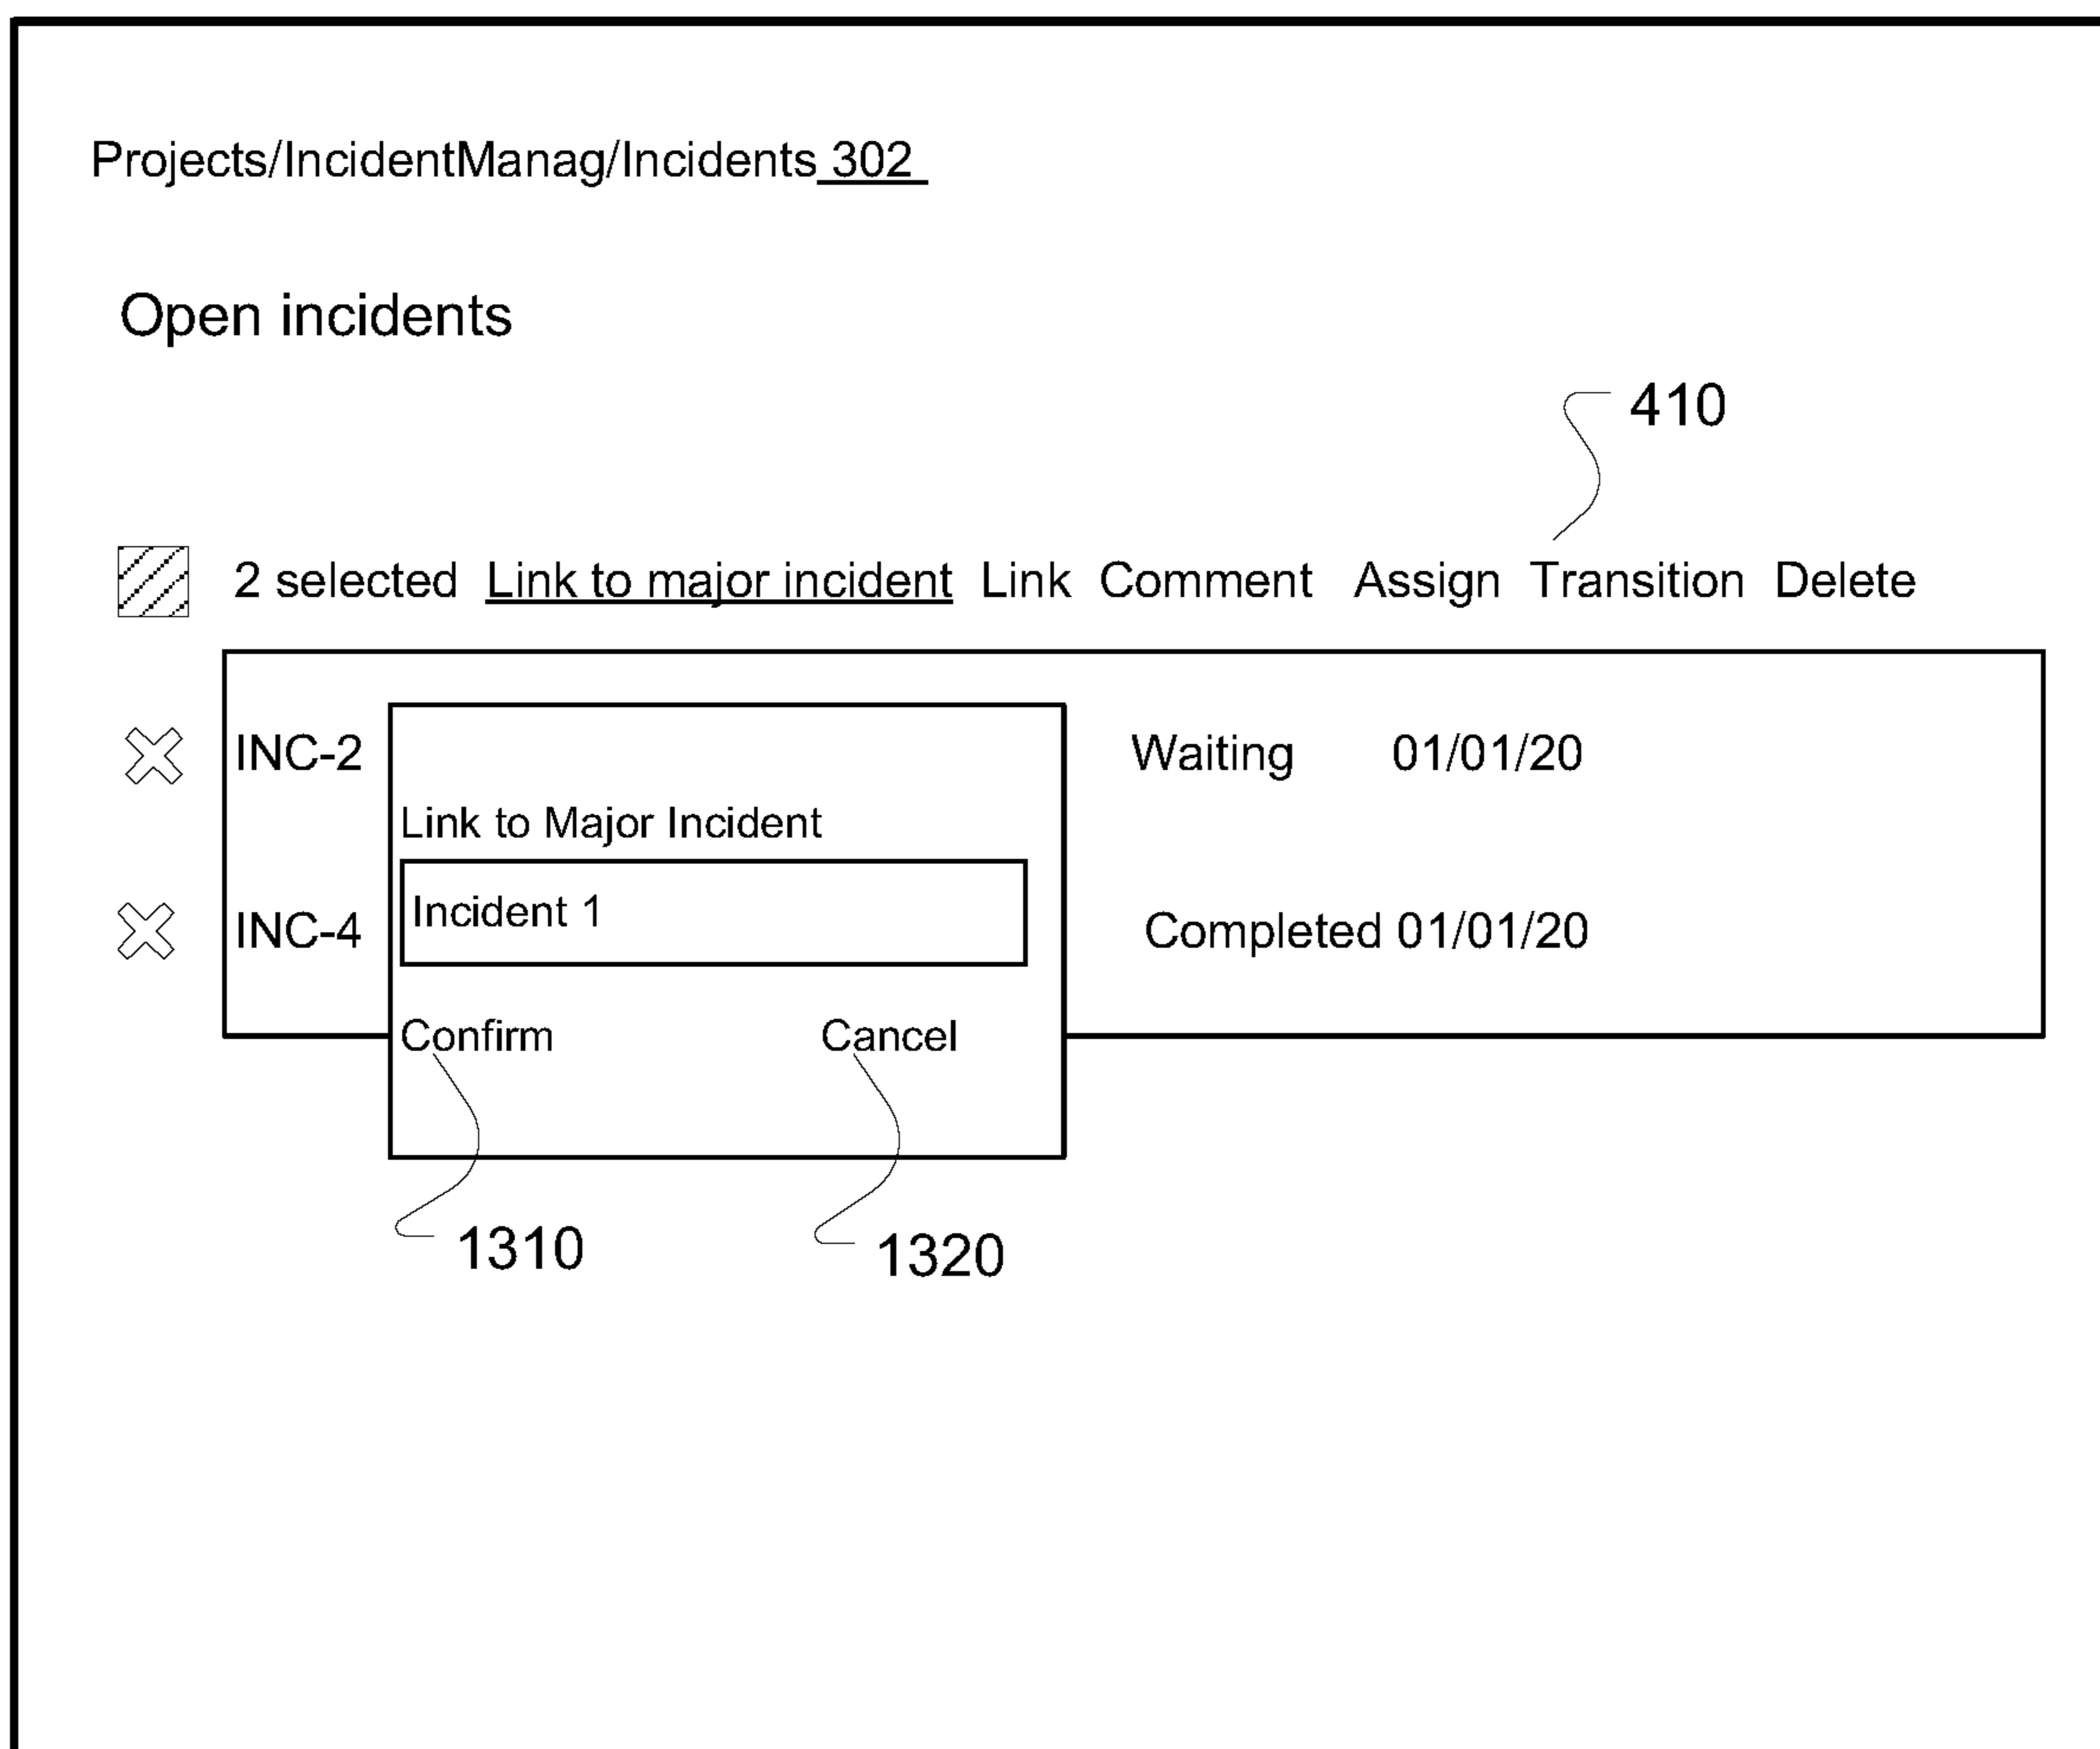 Projects/IncidentManag/Incidents 302
Open incidents
410
2 selected Link to major incident Link Comment Assign Transition Delete
INC-2 Waiting 01/01/20
Link to Major Incident
Incident 1
INC-4 Completed 01/01/20
Confirm Cancel
1310 1320